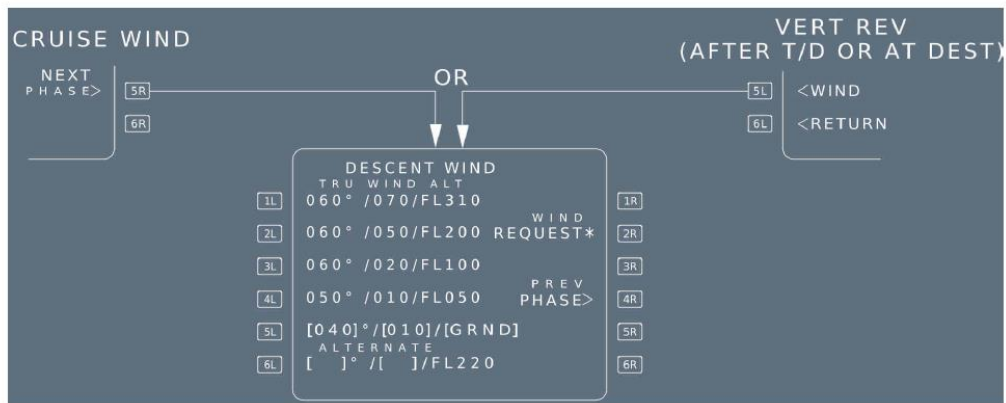 CRUISE WIND
VERT REV
(AFTER T/D OR AT DEST)
NEXT
PHASE>
5R
6R
OR
5L
<WIND
6L
<RETURN
DESCENT WIND
TRU WIND ALT
1L 060° /070/FL310 1R
WIND
2L 060° /050/FL200 REQUEST* 2R
3L 060° /020/FL100 3R
PREV
4L 050° /010/FL050 PHASE> 4R
5L [040]°/[010]/[GRND] 5R
ALTERNATE
6L [ ]° /[ ]/FL220 6R